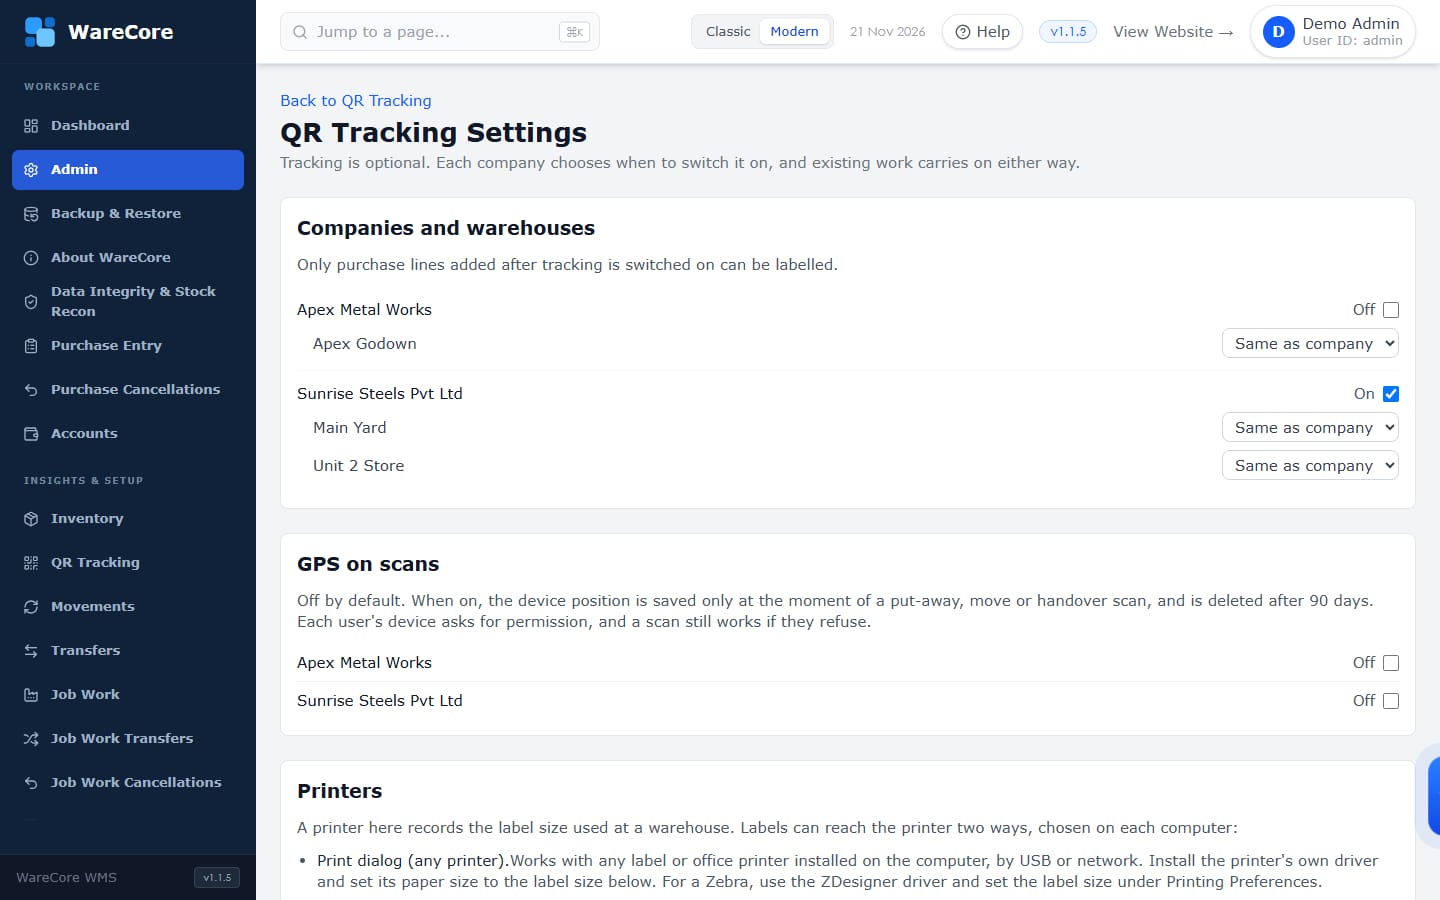 WareCore
Jump to a page...
⌘K
Classic
Modern
21 Nov 2026
Help
v1.1.5
View Website →
D
Demo Admin
User ID: admin
WORKSPACE
Dashboard
Admin
Backup & Restore
About WareCore
Data Integrity & Stock
Recon
Purchase Entry
Purchase Cancellations
Accounts
INSIGHTS & SETUP
Inventory
QR Tracking
Movements
Transfers
Job Work
Job Work Transfers
Job Work Cancellations
WareCore WMS
v1.1.5
Back to QR Tracking
QR Tracking Settings
Tracking is optional. Each company chooses when to switch it on, and existing work carries on either way.
Companies and warehouses
Only purchase lines added after tracking is switched on can be labelled.
Apex Metal Works
Off
Apex Godown
Same as company
Sunrise Steels Pvt Ltd
On
Main Yard
Same as company
Unit 2 Store
Same as company
GPS on scans
Off by default. When on, the device position is saved only at the moment of a put-away, move or handover scan, and is deleted after 90 days.
Each user's device asks for permission, and a scan still works if they refuse.
Apex Metal Works
Off
Sunrise Steels Pvt Ltd
Off
Printers
A printer here records the label size used at a warehouse. Labels can reach the printer two ways, chosen on each computer:
• Print dialog (any printer).Works with any label or office printer installed on the computer, by USB or network. Install the printer's own driver
and set its paper size to the label size below. For a Zebra, use the ZDesigner driver and set the label size under Printing Preferences.